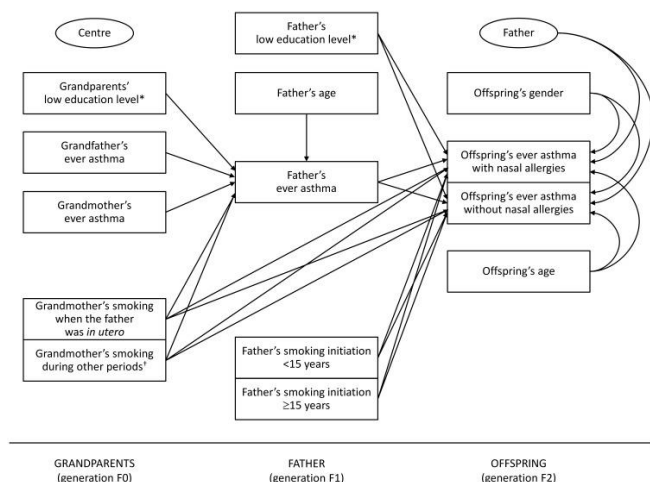 Centre
Father's
low education level*
Father
Grandparents'
low education level*
Father's age
Offspring's gender
Grandfather's
ever asthma
Father's
ever asthma
Offspring's ever asthma
with nasal allergies
Grandmother's
ever asthma
Offspring's ever asthma
without nasal allergies
Offspring's age
Grandmother's smoking
when the father
was in utero
Grandmother's smoking
during other periods†
Father's smoking initiation
<15 years
Father's smoking initiation
≥15 years
GRANDPARENTS
(generation F0)
FATHER
(generation F1)
OFFSPRING
(generation F2)